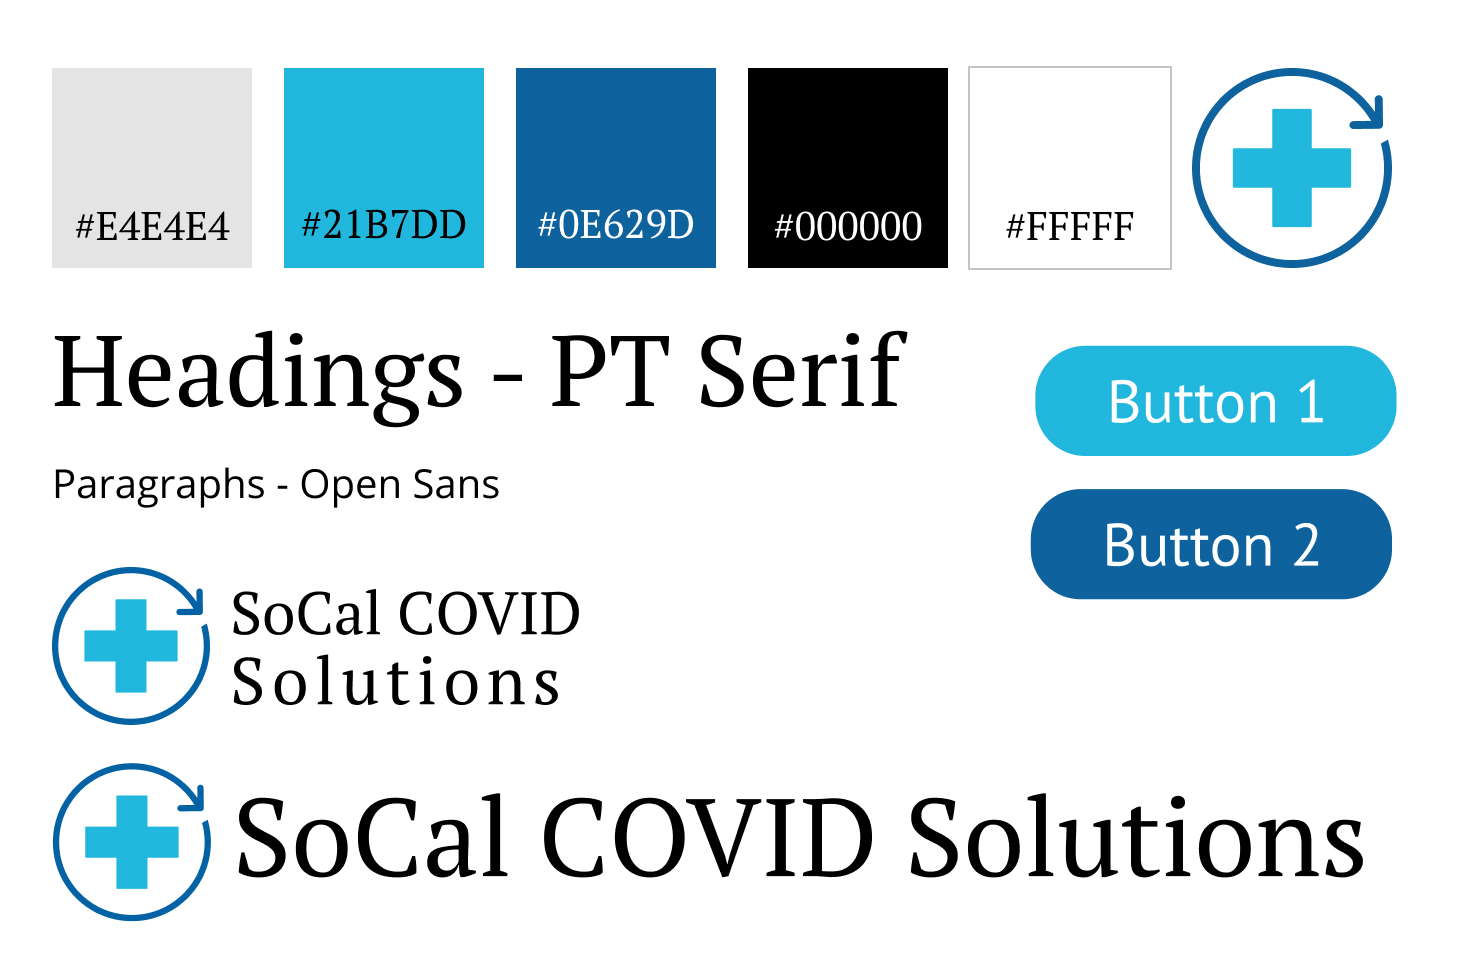 #E4E4E4
#21B7DD
#0E629D
#000000
#FFFFF
Headings - PT Serif
Button 1
Paragraphs - Open Sans
Button 2
SoCal COVID
Solutions
SoCal COVID Solutions